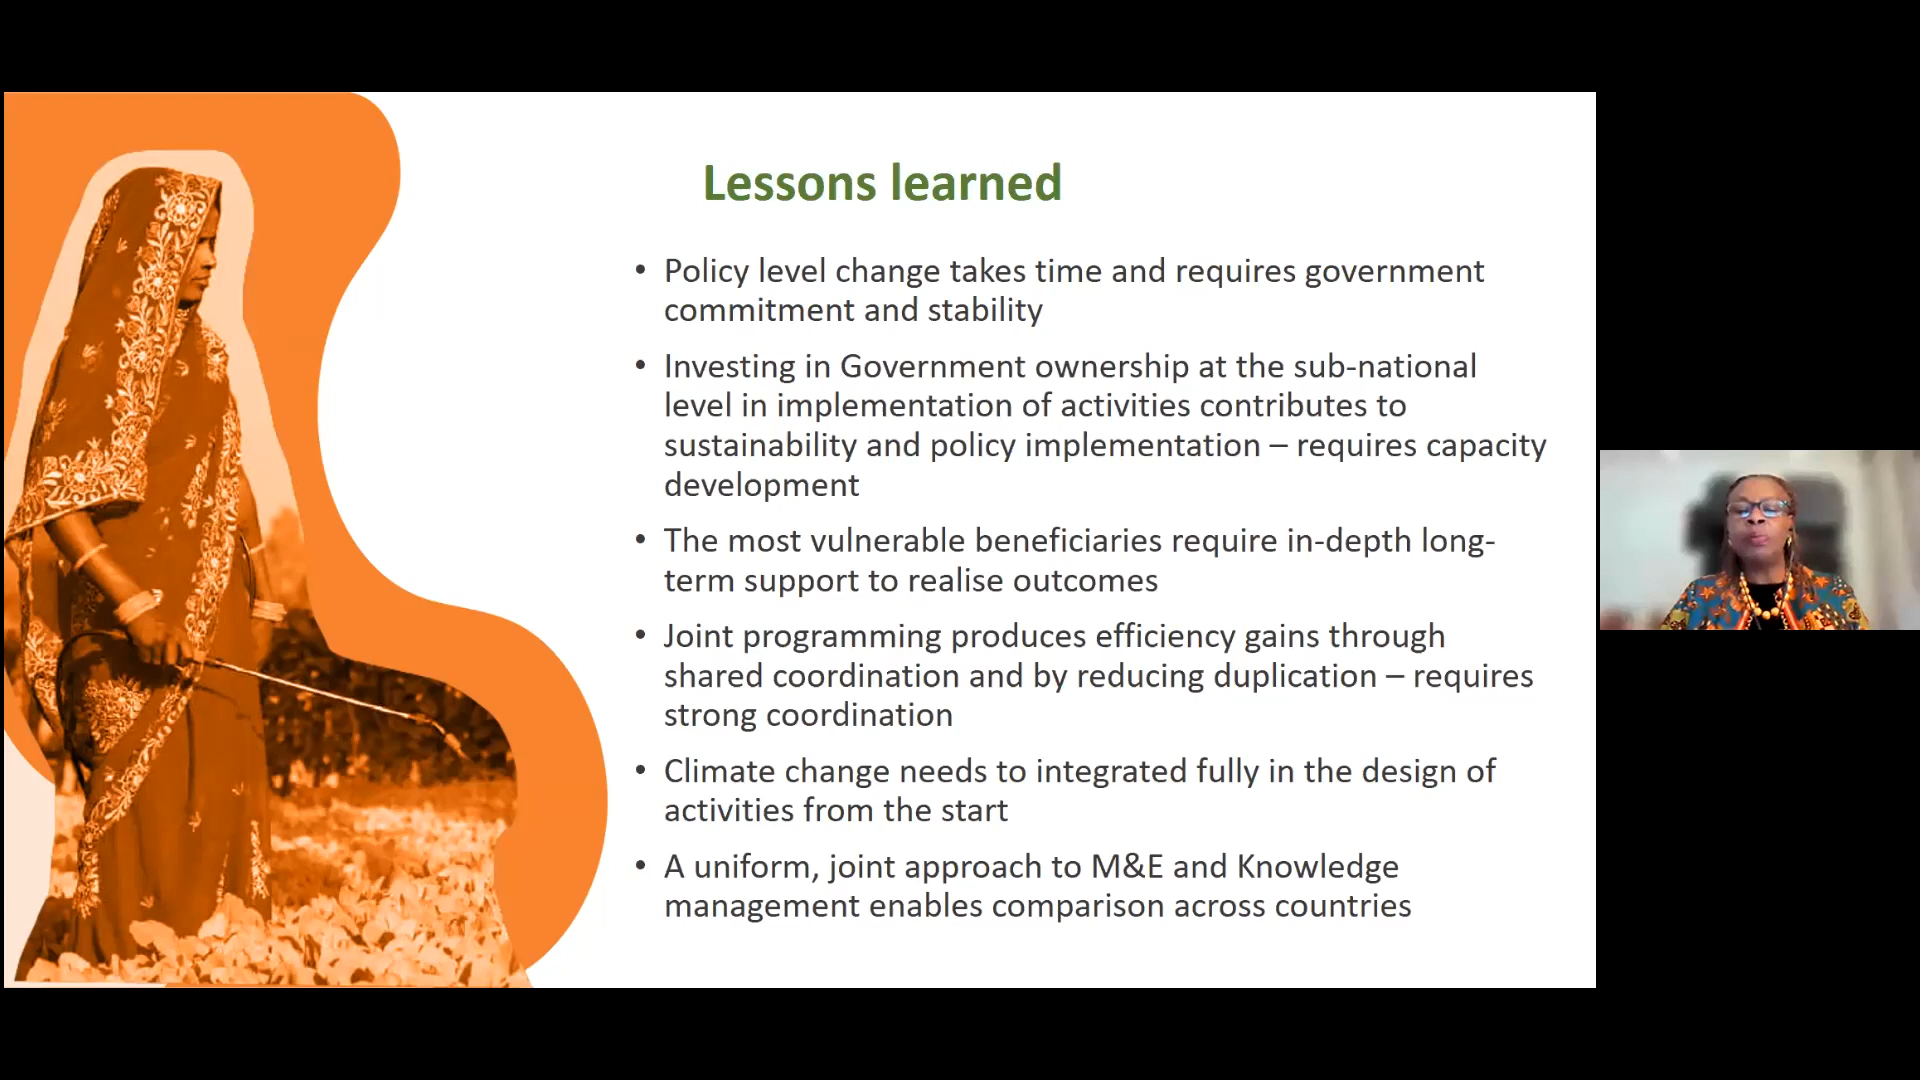 Lessons learned
• Policy level change takes time and requires government
commitment and stability
• Investing in Government ownership at the sub-national
level in implementation of activities contributes to
sustainability and policy implementation – requires capacity
development
• The most vulnerable beneficiaries require in-depth long-
term support to realise outcomes
• Joint programming produces efficiency gains through
shared coordination and by reducing duplication – requires
strong coordination
• Climate change needs to integrated fully in the design of
activities from the start
• A uniform, joint approach to M&E and Knowledge
management enables comparison across countries